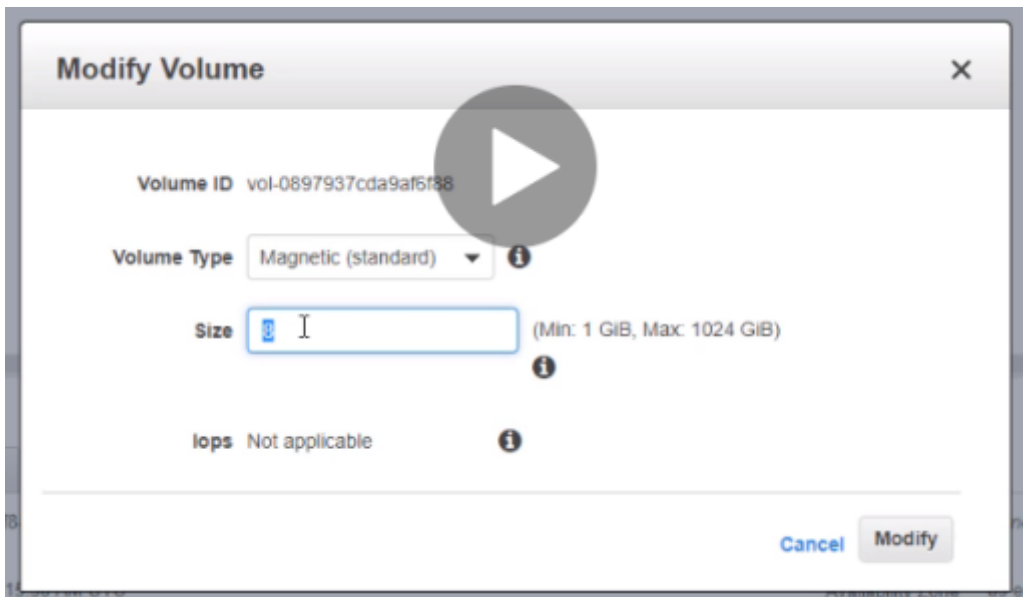 Modify Volume
Volume ID vol-0897937cda9af6f88
Volume Type Magnetic (standard)
Size 8 (Min: 1 GiB, Max: 1024 GiB)
Iops Not applicable
Cancel Modify